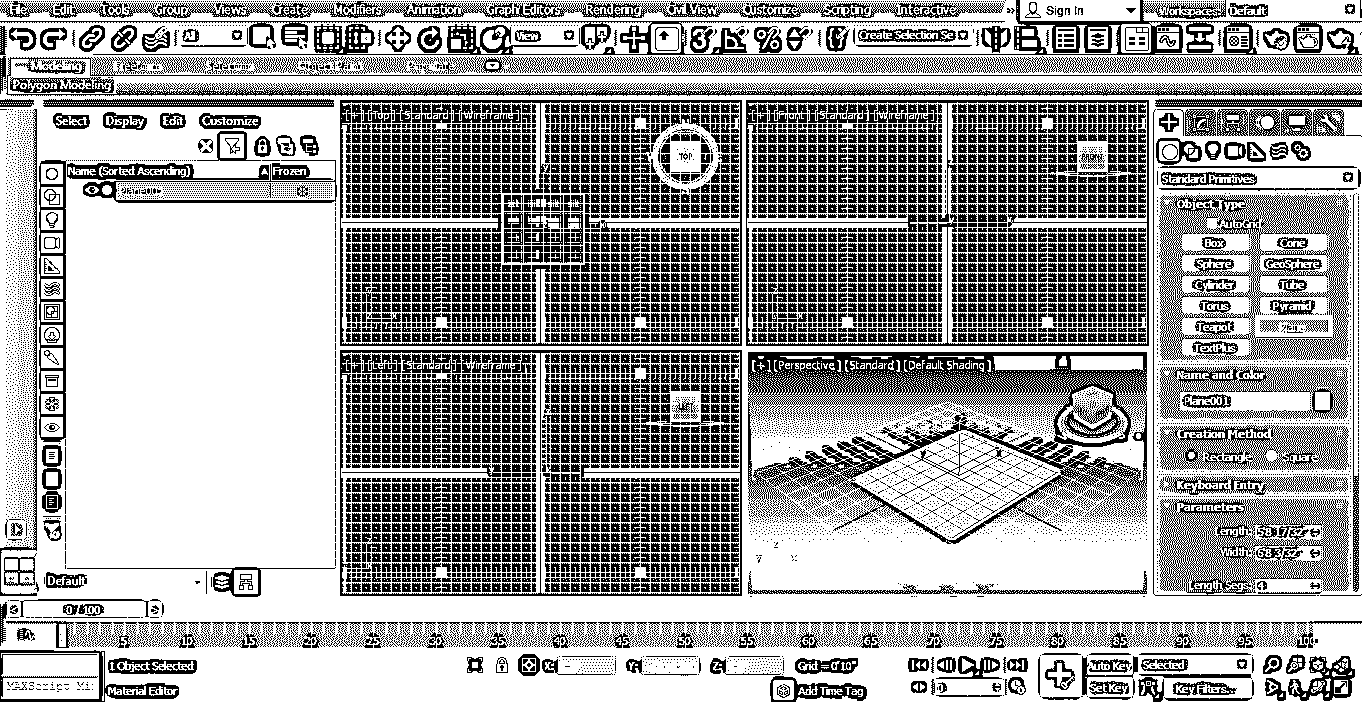 File Edit Tools Group Views Create Modifiers Animation Graph Editors Rendering Civil View Customize Scripting Interactive
Sign In
Workspaces: Default
All
View
Create Selection Se
Modeling
Polygon Modeling
Select Display Edit Customize
Name (Sorted Ascending) Frozen
Plane001
[+] [Top] [Standard] [Wireframe]
TOP
[+] [Front] [Standard] [Wireframe]
FRONT
[+] [Left] [Standard] [Wireframe]
LEFT
[+] [Perspective] [Standard] [Default Shading]
Standard Primitives
Object Type
AutoGrid
Box Cone
Sphere GeoSphere
Cylinder Tube
Torus Pyramid
Teapot Plane
TextPlus
Name and Color
Plane001
Creation Method
Rectangle Square
Keyboard Entry
Parameters
Length:
Width:
Length Segs: 4
Default
0 / 100
5 10 15 20 25 30 35 40 45 50 55 60 65 70 75 80 85 90 95 100
1 Object Selected
X: Y: Z: Grid = 0'10"
Auto Key Selected
MAXScript Mi
Material Editor
Add Time Tag
0
Set Key Key Filters...